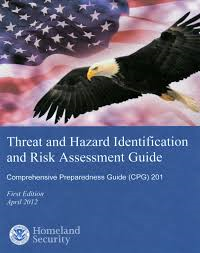 Threat and Hazard Identification
and Risk Assessment Guide
Comprehensive Preparedness Guide (CPG) 201
First Edition
April 2012
Homeland
Security